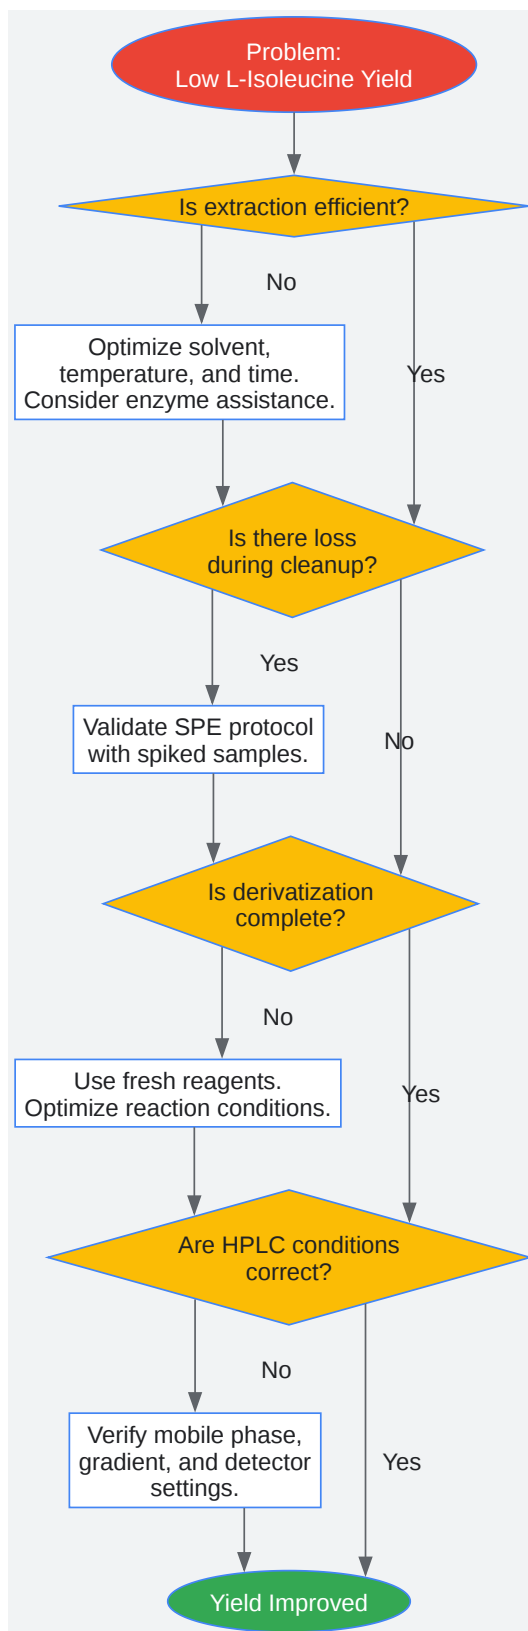 Problem:
Low L-Isoleucine Yield
Is extraction efficient?
No
Optimize solvent,
temperature, and time.
Consider enzyme assistance.
Yes
Is there loss
during cleanup?
Yes
Validate SPE protocol
with spiked samples.
No
Is derivatization
complete?
No
Use fresh reagents.
Optimize reaction conditions.
Yes
Are HPLC conditions
correct?
No
Verify mobile phase,
gradient, and detector
settings.
Yes
Yield Improved